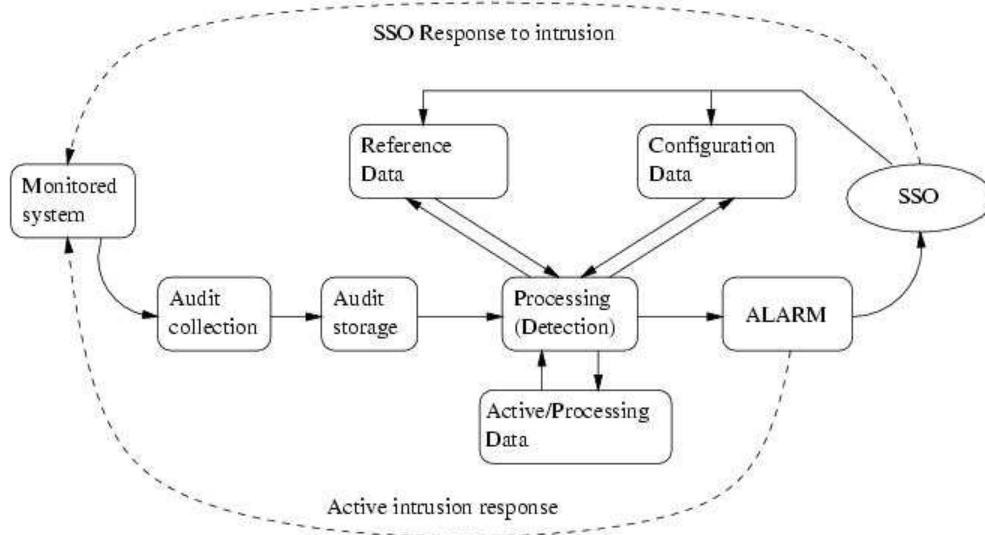 SSO Response to intrusion
Reference
Data
Configuration
Data
Monitored
system
SSO
Audit
collection
Audit
storage
Processing
(Detection)
ALARM
Active/Processing
Data
Active intrusion response